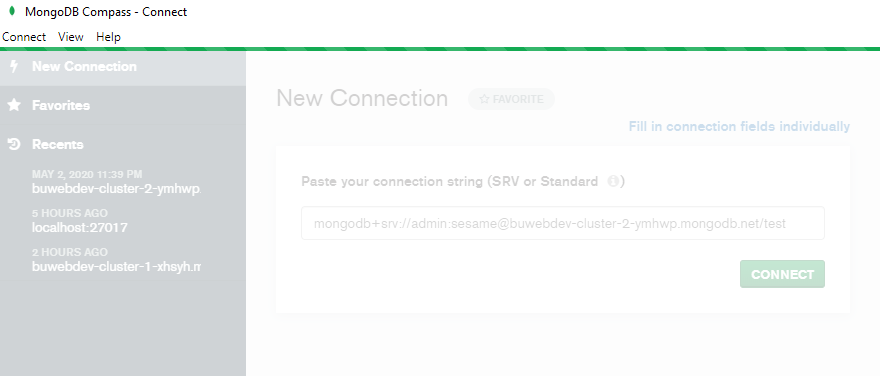 MongoDB Compass - Connect
Connect View Help
New Connection
Favorites
Recents
MAY 2, 2020 11:39 PM
buwebdev-cluster-2-ymhwp.
5 HOURS AGO
localhost:27017
2 HOURS AGO
buwebdev-cluster-1-xhsyh.m
New Connection
FAVORITE
Fill in connection fields individually
Paste your connection string (SRV or Standard )
mongodb+srv://admin:sesame@buwebdev-cluster-2-ymhwp.mongodb.net/test
CONNECT